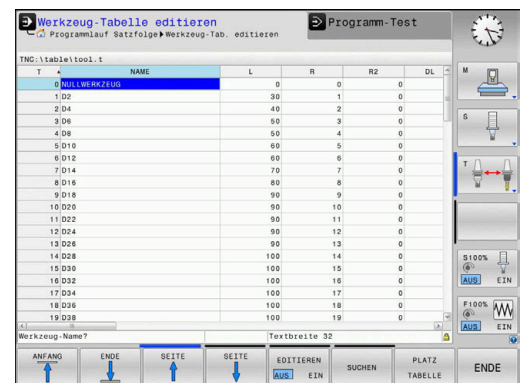 Werkzeug-Tabelle editieren
Programm-Test
Programmlauf Satzfolge Werkzeug-Tab. editieren
TNC:\table\tool.t
T NAME L R R2 DL
0 NULLWERKZEUG 0 0 0
1 D2 30 1 0
2 D4 40 2 0
3 D6 50 3 0
4 D8 50 4 0
5 D10 60 5 0
6 D12 60 6 0
7 D14 70 7 0
8 D16 80 8 0
9 D18 90 9 0
10 D20 90 10 0
11 D22 90 11 0
12 D24 90 12 0
13 D26 90 13 0
14 D28 100 14 0
15 D30 100 15 0
16 D32 100 16 0
17 D34 100 17 0
18 D36 100 18 0
19 D38 100 19 0
Werkzeug-Name? Textbreite 32
M
S
T
S100%
AUS EIN
F100%
AUS EIN
ANFANG
ENDE
SEITE
SEITE
EDITIEREN
AUS EIN
SUCHEN
PLATZ
TABELLE
ENDE